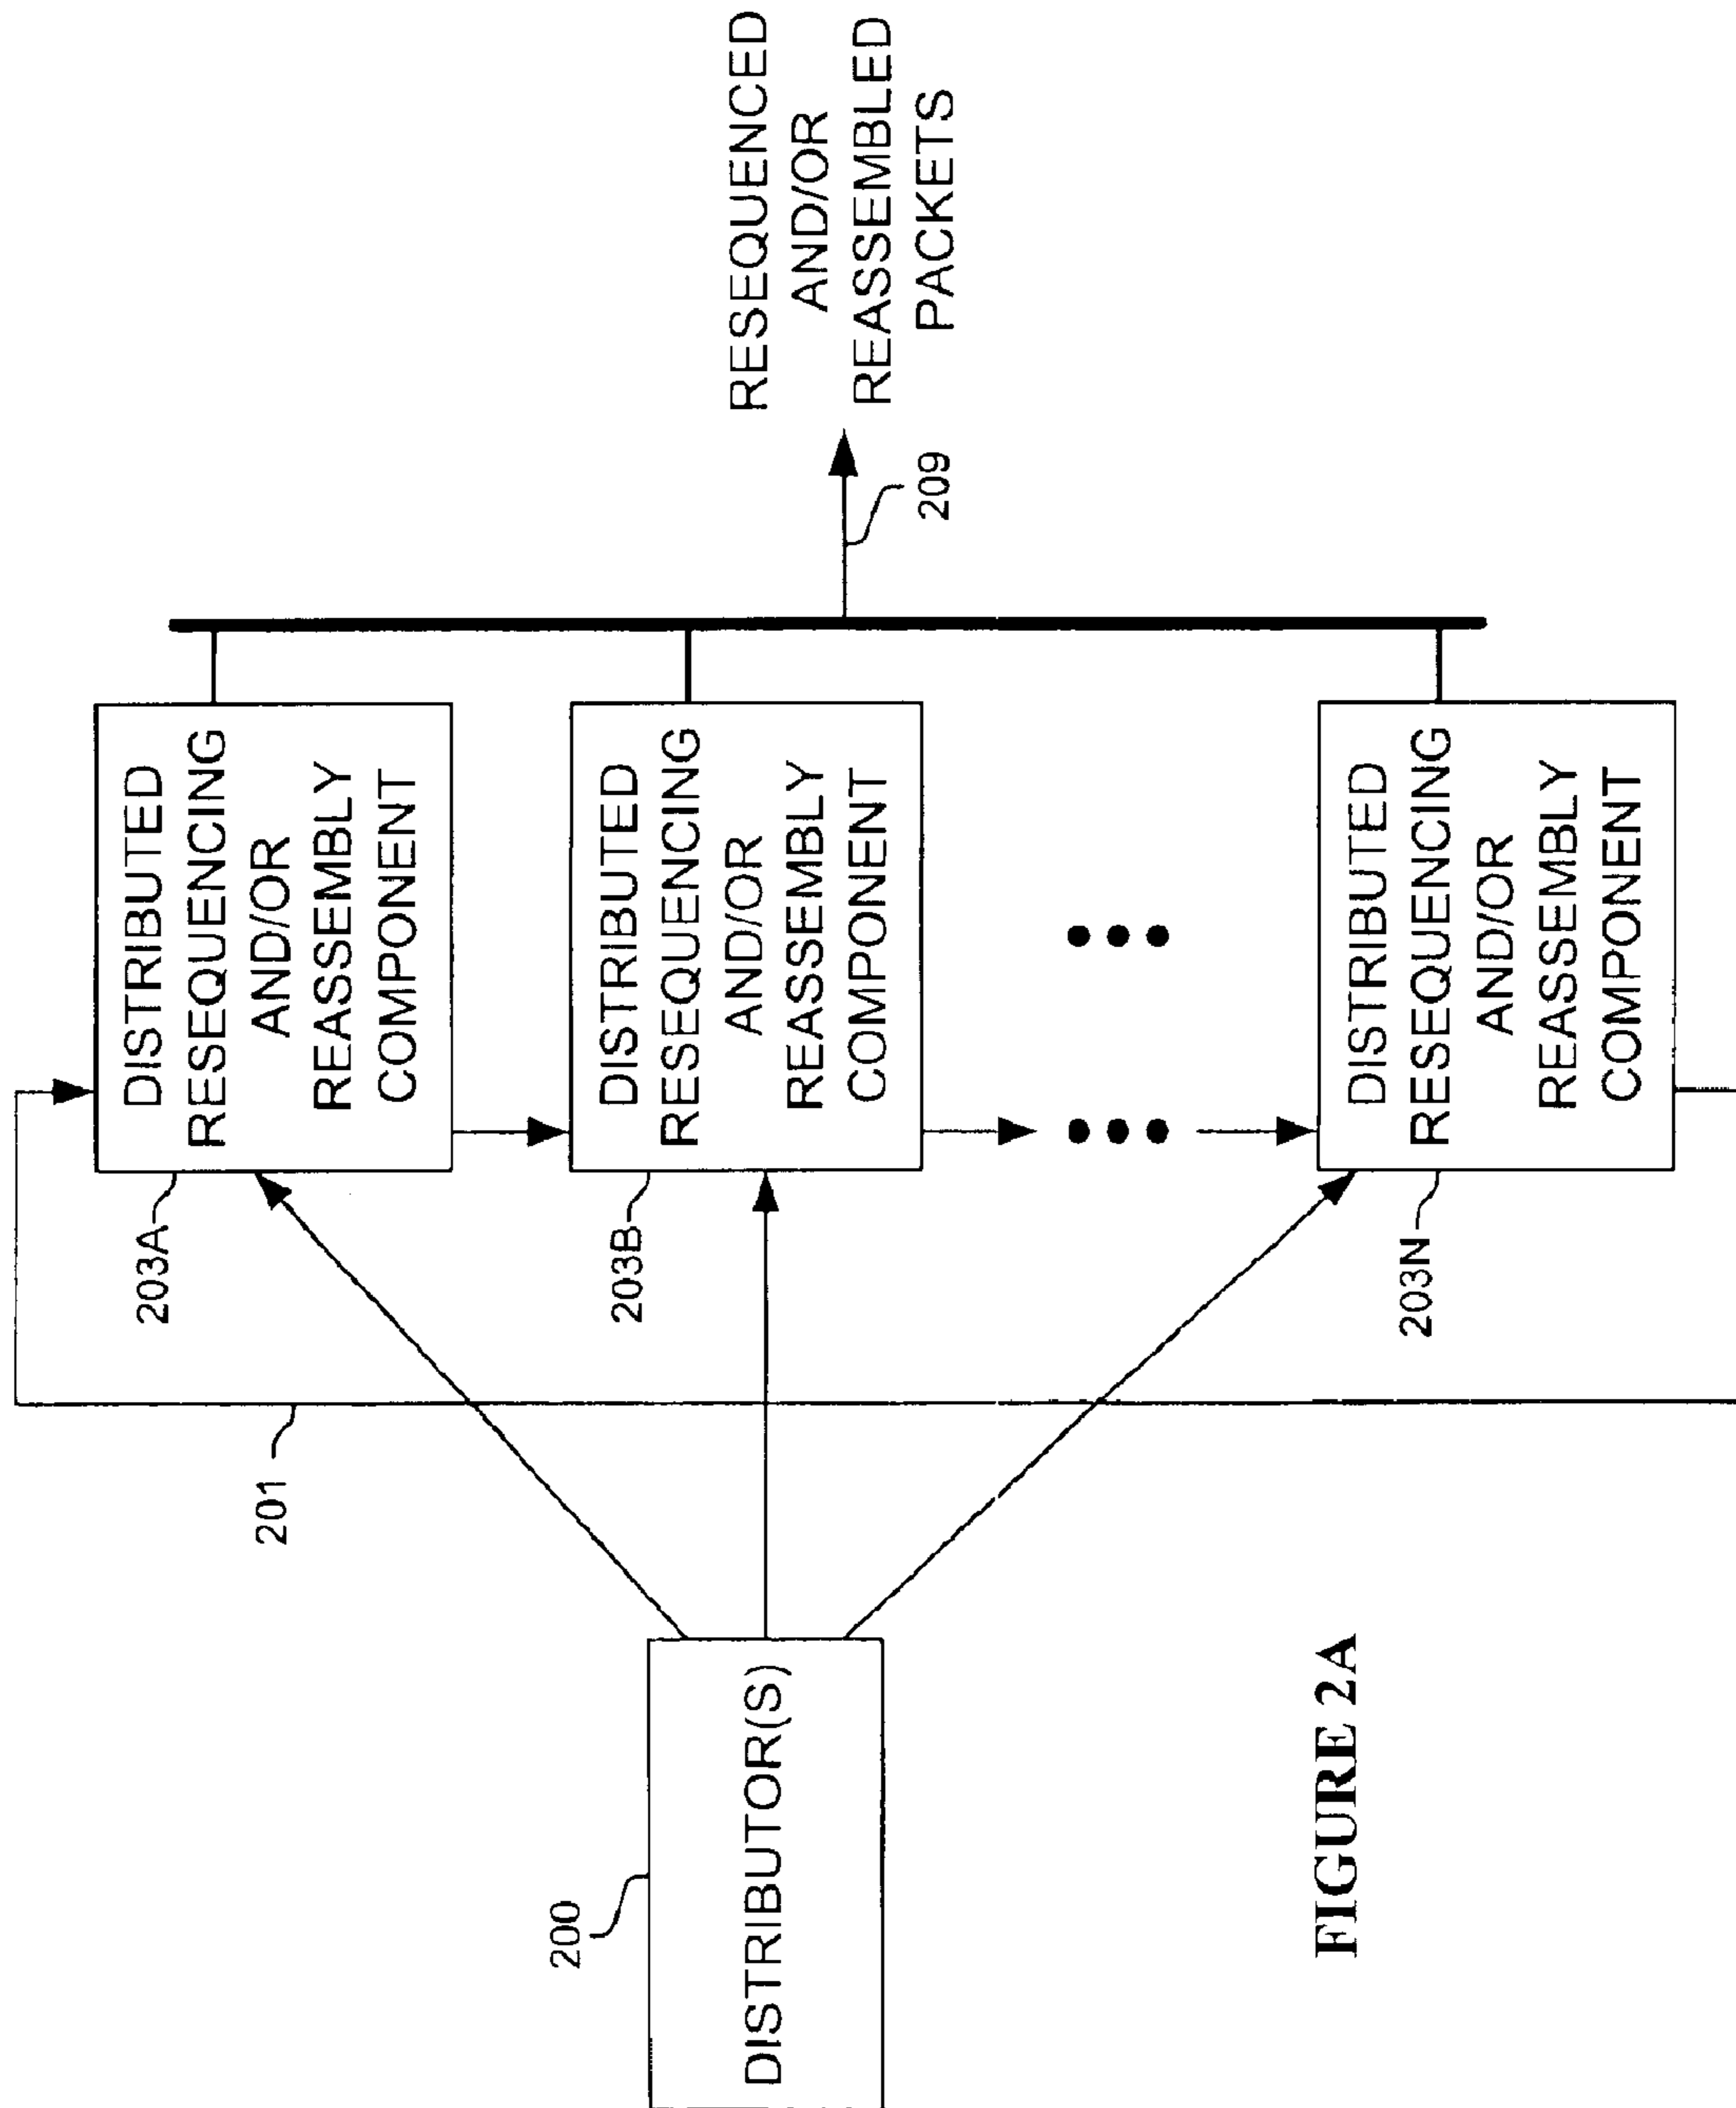 200
DISTRIBUTOR(S)
201
203A
DISTRIBUTED
RESEQUENCING
AND/OR
REASSEMBLY
COMPONENT
203B
DISTRIBUTED
RESEQUENCING
AND/OR
REASSEMBLY
COMPONENT
203N
DISTRIBUTED
RESEQUENCING
AND/OR
REASSEMBLY
COMPONENT
209
RESEQUENCED
AND/OR
REASSEMBLED
PACKETS
FIGURE 2A